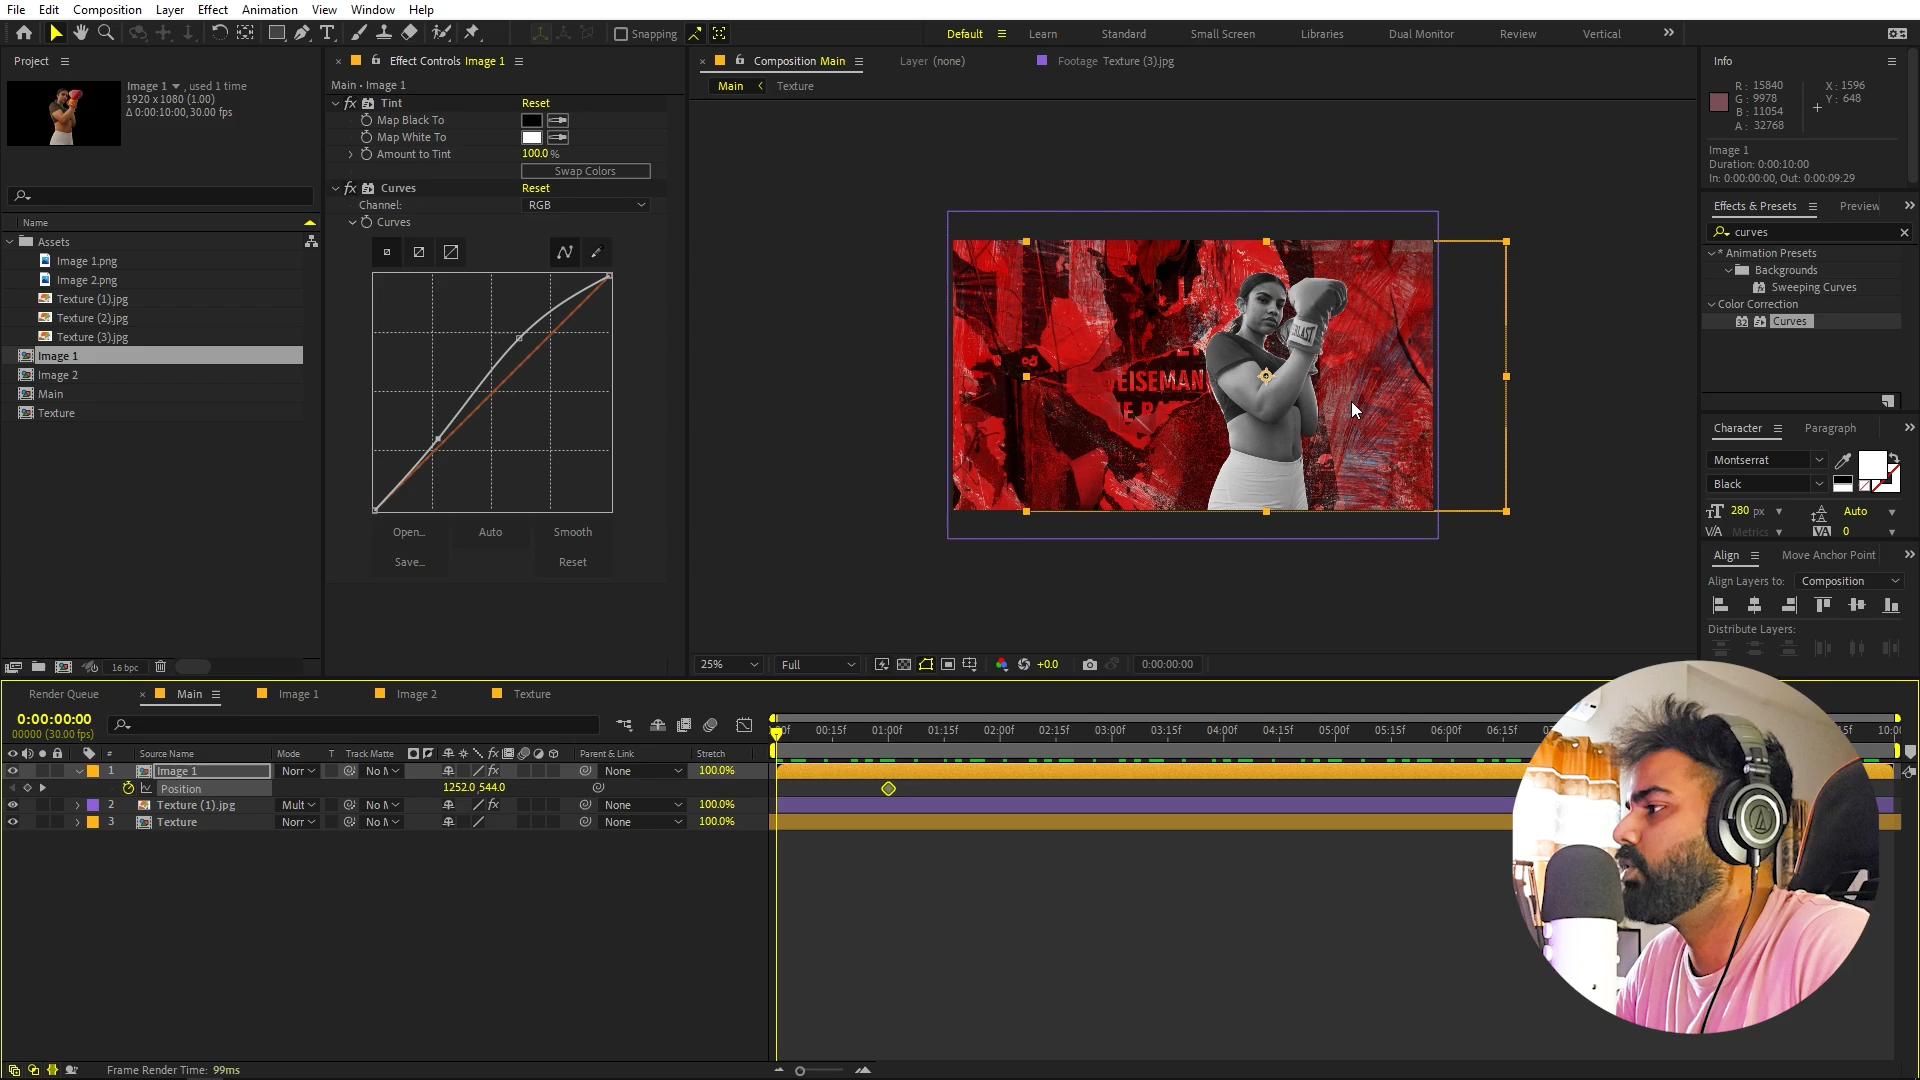 File Edit Composition Layer Effect Animation View Window Help
Snapping
Default Learn Standard Small Screen Libraries Dual Monitor Review Vertical
Project
Image 1 , used 1 time
1920 x 1080 (1.00)
Δ 0:00:10:00, 30.00 fps
Name
Assets
Image 1.png
Image 2.png
Texture (1).jpg
Texture (2).jpg
Texture (3).jpg
Image 1
Image 2
Main
Texture
16 bpc
Effect Controls Image 1
Main • Image 1
fx Tint Reset
Map Black To
Map White To
Amount to Tint 100.0 %
Swap Colors
fx Curves Reset
Channel: RGB
Curves
Open... Auto Smooth
Save... Reset
Composition Main
Layer (none)
Footage Texture (3).jpg
Main Texture
EISEMAN
EVERLAST
25% Full +0.0 0:00:00:00
Info
R : 15840
G : 9978
B : 11054
A : 32768
X : 1596
Y : 648
Image 1
Duration: 0:00:10:00
In: 0:00:00:00, Out: 0:00:09:29
Effects & Presets Preview
curves
* Animation Presets
Backgrounds
Sweeping Curves
Color Correction
32 Curves
Character Paragraph
Montserrat
Black
280 px Auto
Metrics 0
Align Move Anchor Point
Align Layers to: Composition
Distribute Layers:
Render Queue Main Image 1 Image 2 Texture
0:00:00:00
00000 (30.00 fps)
# Source Name Mode T Track Matte Parent & Link Stretch
1 Image 1 Norr No M None 100.0%
Position 1252.0 ,544.0
2 Texture (1).jpg Mult No M None 100.0%
3 Texture Norr No M None 100.0%
:00f 00:15f 01:00f 01:15f 02:00f 02:15f 03:00f 03:15f 04:00f 04:15f 05:00f 05:15f 06:00f 06:15f 10:00
Frame Render Time: 99ms